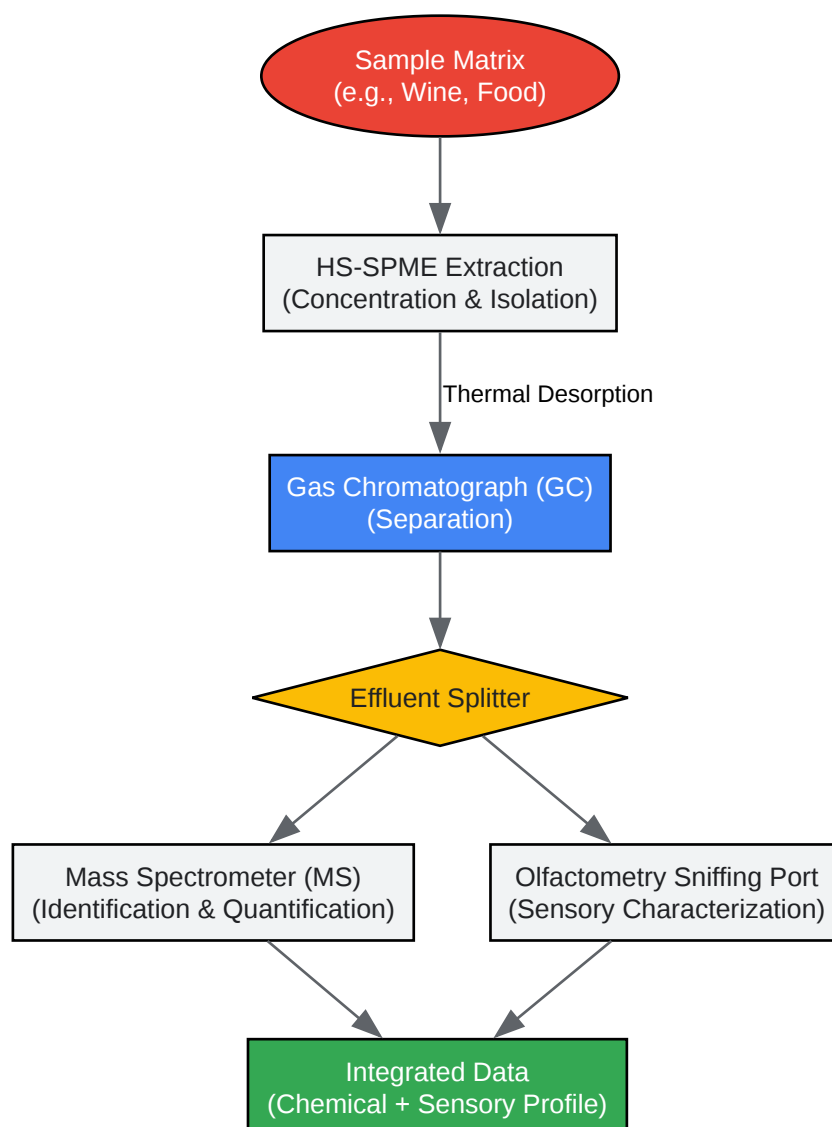 Sample Matrix
(e.g., Wine, Food)
HS-SPME Extraction
(Concentration & Isolation)
Thermal Desorption
Gas Chromatograph (GC)
(Separation)
Effluent Splitter
Mass Spectrometer (MS)
(Identification & Quantification)
Olfactometry Sniffing Port
(Sensory Characterization)
Integrated Data
(Chemical + Sensory Profile)